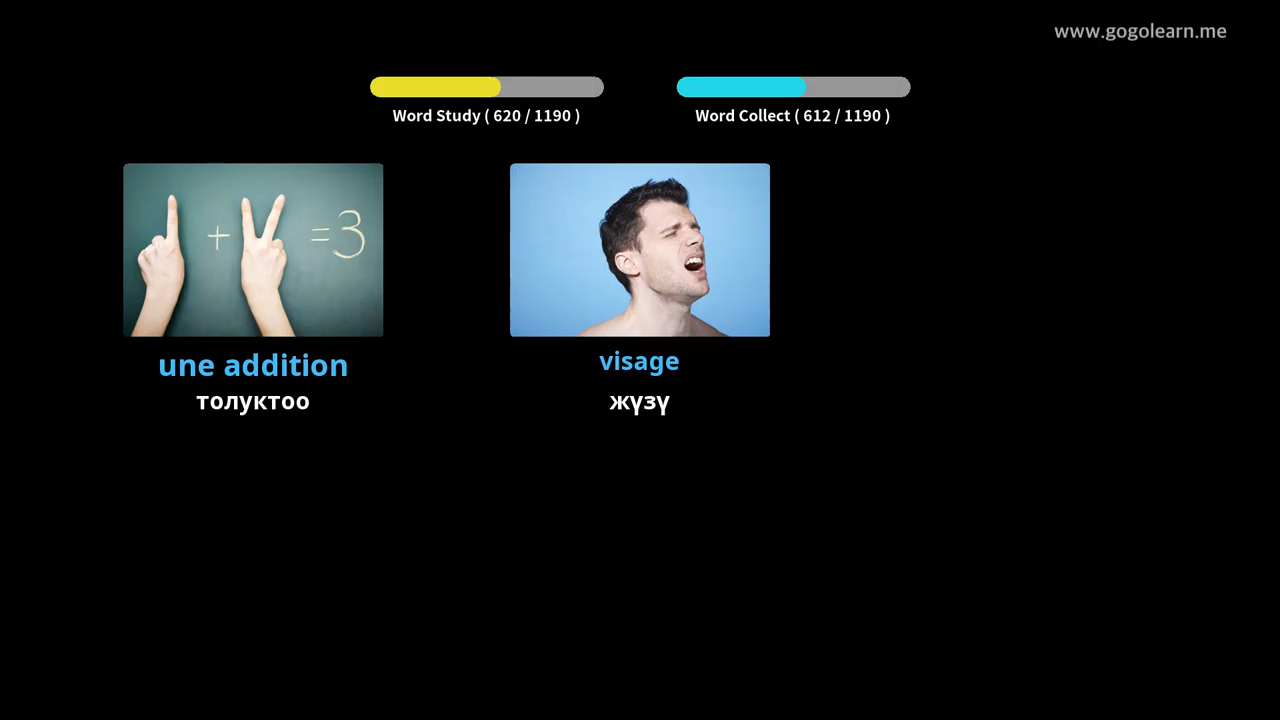 www.gogolearn.me
Word Study ( 620 / 1190 )
Word Collect ( 612 / 1190 )
+ =3
une addition
visage
толуктоо
жүзү